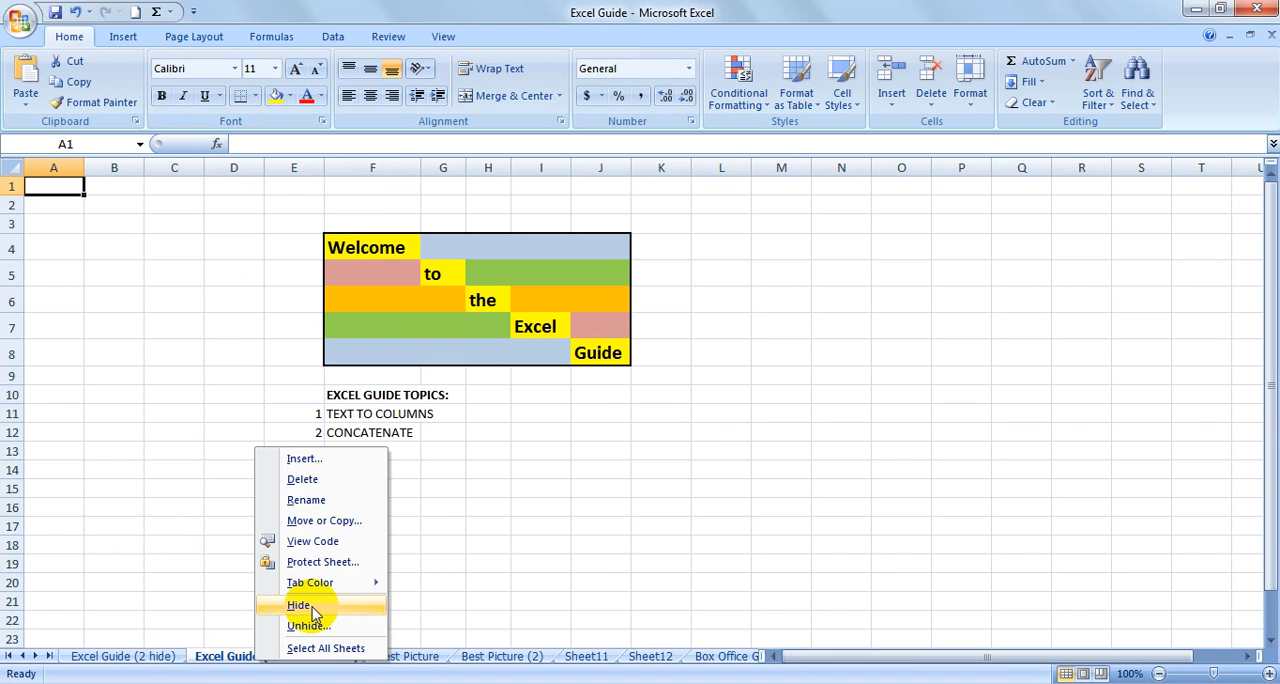 Excel Guide - Microsoft Excel
Home Insert Page Layout Formulas Data Review View
Paste
Cut
Copy
Format Painter
Clipboard
Calibri 11
B I U
Font
Wrap Text
Merge & Center
Alignment
General
$ % ,
Number
Conditional Formatting
Format as Table
Cell Styles
Styles
Insert Delete Format
Cells
Σ AutoSum
Fill
Clear
Sort & Filter
Find & Select
Editing
A1 fx
A B C D E F G H I J K L M N O P Q R S T U
1
2
3
4 Welcome
5 to
6 the
7 Excel
8 Guide
9
10 EXCEL GUIDE TOPICS:
11 1 TEXT TO COLUMNS
12 2 CONCATENATE
13
14
15
16
17
18
19
20
21
22
23
Insert...
Delete
Rename
Move or Copy...
View Code
Protect Sheet...
Tab Color
Hide
Unhide...
Select All Sheets
Excel Guide (2 hide) Excel Guide Picture Best Picture (2) Sheet11 Sheet12 Box Office G
Ready 100%